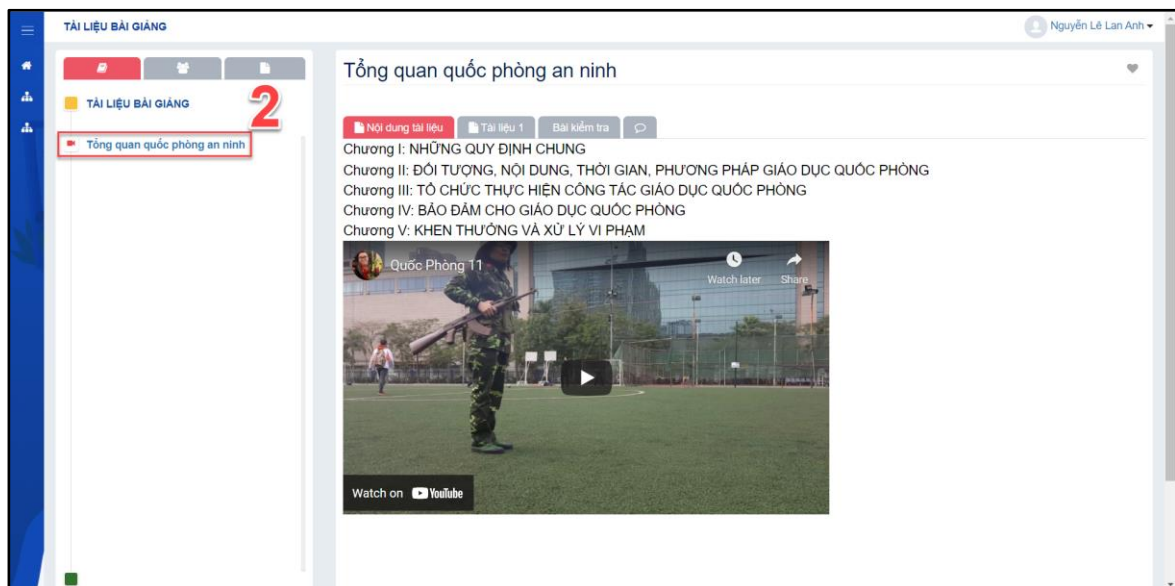 TÀI LIỆU BÀI GIẢNG
Nguyễn Lê Lan Anh
TÀI LIỆU BÀI GIẢNG
2
Tổng quan quốc phòng an ninh
Tổng quan quốc phòng an ninh
Nội dung tài liệu Tài liệu 1 Bài kiểm tra
Chương I: NHỮNG QUY ĐỊNH CHUNG
Chương II: ĐỐI TƯỢNG, NỘI DUNG, THỜI GIAN, PHƯƠNG PHÁP GIÁO DỤC QUỐC PHÒNG
Chương III: TỔ CHỨC THỰC HIỆN CÔNG TÁC GIÁO DỤC QUỐC PHÒNG
Chương IV: BẢO ĐẢM CHO GIÁO DỤC QUỐC PHÒNG
Chương V: KHEN THƯỞNG VÀ XỬ LÝ VI PHẠM
Quốc Phòng 11
Watch later Share
Watch on YouTube